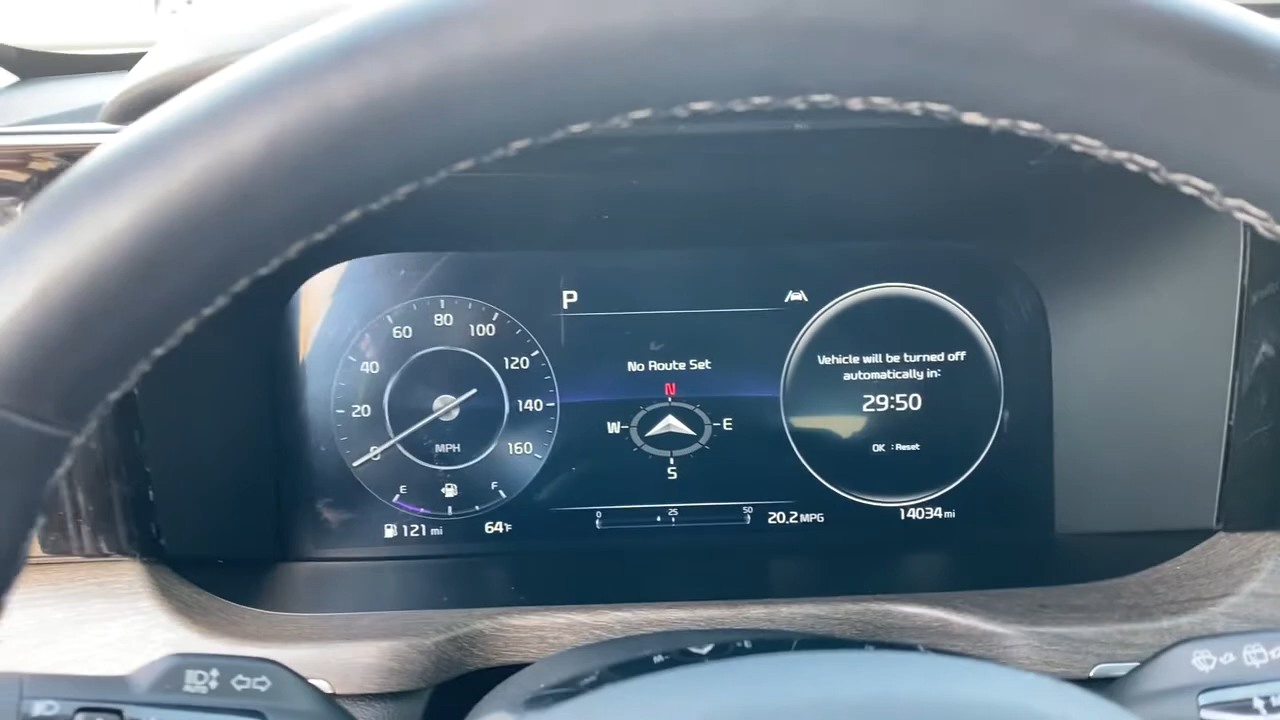 P
60 80 100
40 120
20 140
0 160
MPH
E F
121 mi 64°F
No Route Set
N
W E
S
0 25 50
20.2 MPG
Vehicle will be turned off
automatically in:
29:50
OK : Reset
14034 mi
AUTO